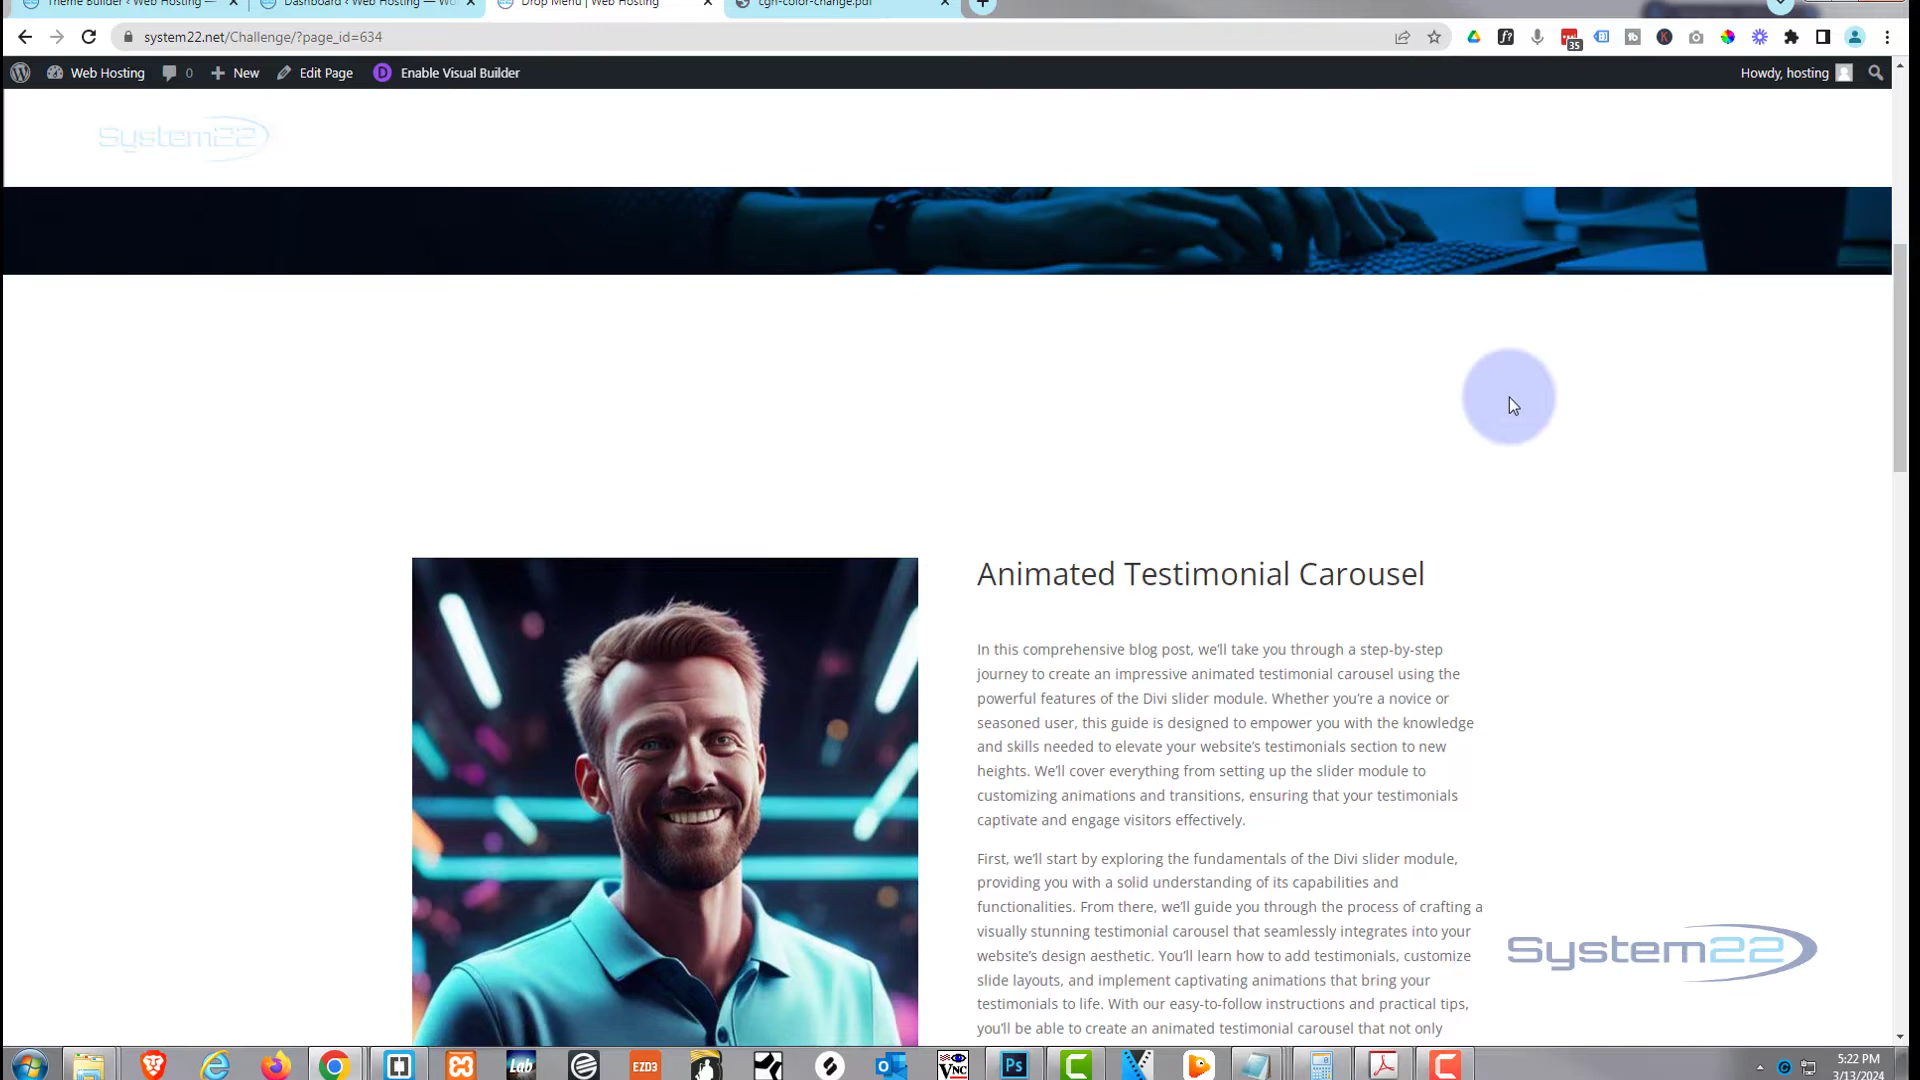 Theme Builder ‹ Web Hosting —
Dashboard ‹ Web Hosting — Wo
Drop Menu | Web Hosting
cgn-color-change.pdf
system22.net/Challenge/?page_id=634
35
Web Hosting 0 New Edit Page D Enable Visual Builder
Howdy, hosting
System22
Animated Testimonial Carousel
In this comprehensive blog post, we'll take you through a step-by-step
journey to create an impressive animated testimonial carousel using the
powerful features of the Divi slider module. Whether you're a novice or
seasoned user, this guide is designed to empower you with the knowledge
and skills needed to elevate your website's testimonials section to new
heights. We'll cover everything from setting up the slider module to
customizing animations and transitions, ensuring that your testimonials
captivate and engage visitors effectively.
First, we'll start by exploring the fundamentals of the Divi slider module,
providing you with a solid understanding of its capabilities and
functionalities. From there, we'll guide you through the process of crafting a
visually stunning testimonial carousel that seamlessly integrates into your
website's design aesthetic. You'll learn how to add testimonials, customize
slide layouts, and implement captivating animations that bring your
testimonials to life. With our easy-to-follow instructions and practical tips,
you'll be able to create an animated testimonial carousel that not only
System22
Lab
EZD3
VNC
Ps
5:22 PM
3/13/2024